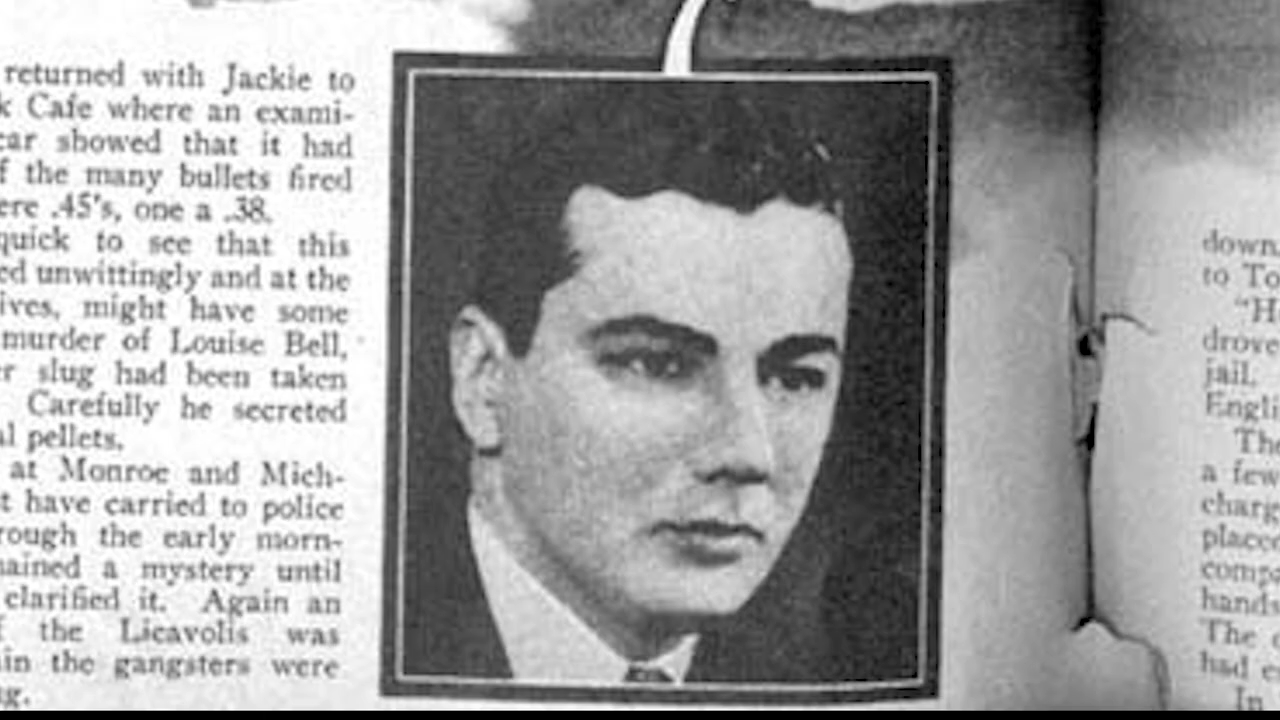 returned with Jackie to
k Cafe where an exami-
car showed that it had
f the many bullets fired
ere .45's, one a .38.
quick to see that this
ed unwittingly and at the
ives, might have some
murder of Louise Bell,
r slug had been taken
Carefully he secreted
al pellets.
at Monroe and Mich-
t have carried to police
rough the early morn-
ained a mystery until
clarified it. Again an
f the Licavolis was
in the gangsters were
g.
down
to To
"H
drove
jail.
Engli
The
a few
charg
place
comp
hands
The
had e
In